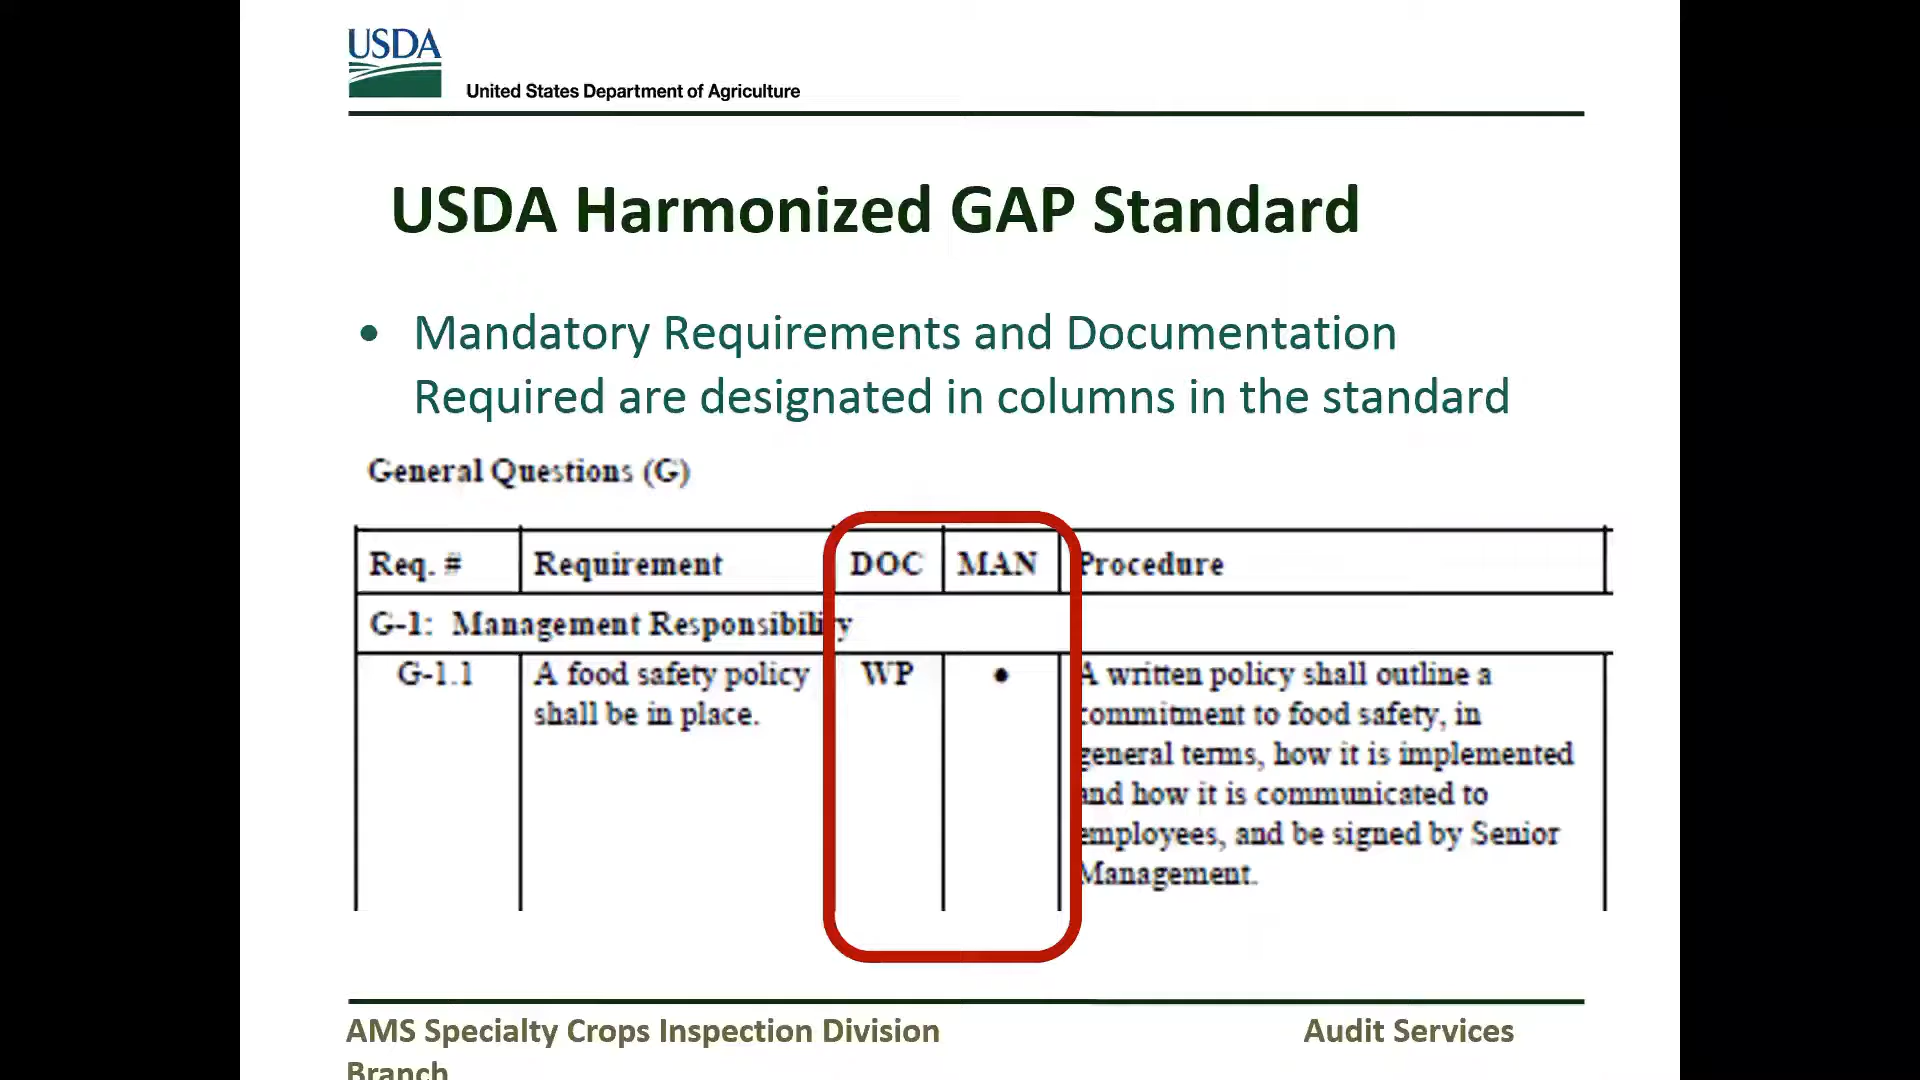 USDA
United States Department of Agriculture
USDA Harmonized GAP Standard
• Mandatory Requirements and Documentation
Required are designated in columns in the standard
General Questions (G)
Req. # Requirement DOC MAN Procedure
G-1: Management Responsibility
G-1.1 A food safety policy WP • A written policy shall outline a
shall be in place. commitment to food safety, in
general terms, how it is implemented
and how it is communicated to
employees, and be signed by Senior
Management.
AMS Specialty Crops Inspection Division Audit Services
Branch